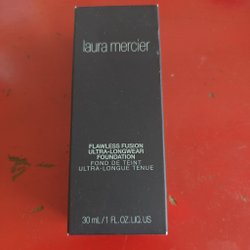 laura mercier
FLAWLESS FUSION
ULTRA-LONGWEAR
FOUNDATION
FOND DE TEINT
ULTRA-LONGUE TENUE
30 mL/1 FL.OZ.LIQ.US